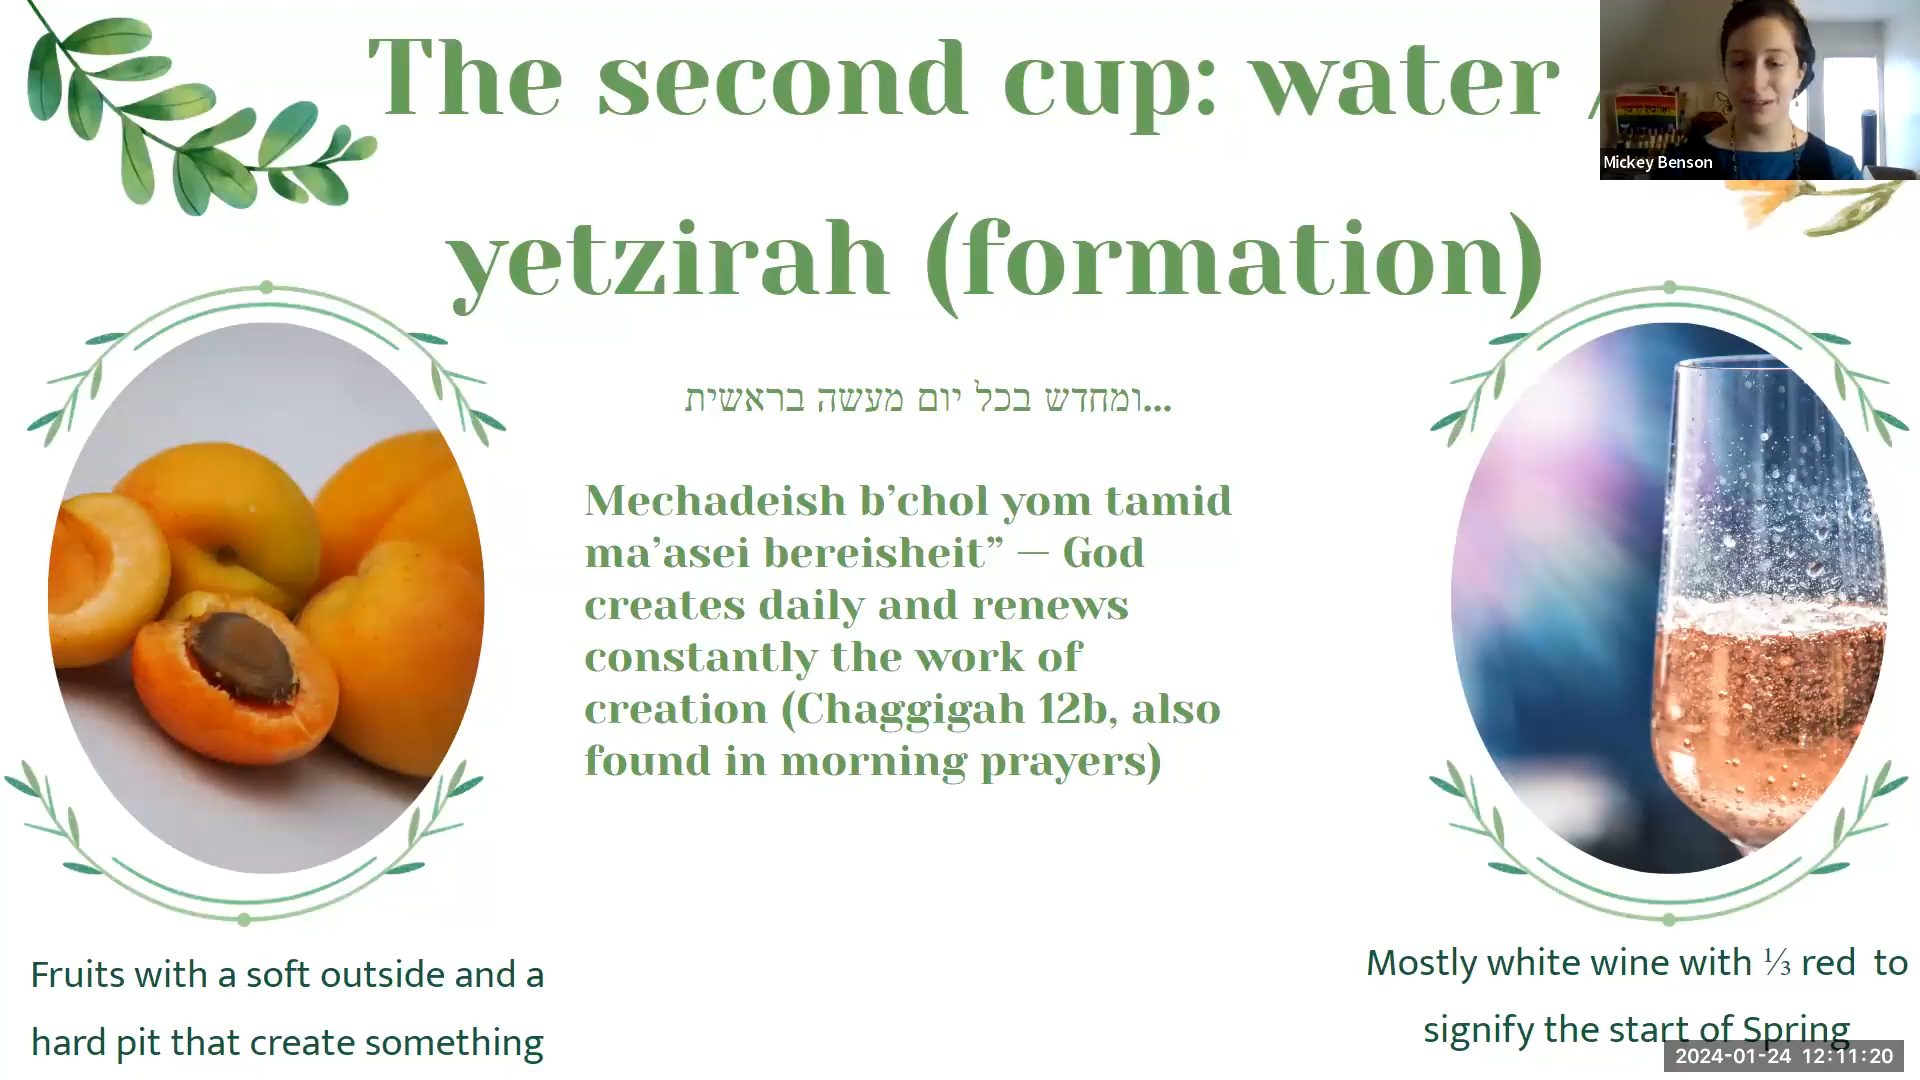 The second cup: water /
yetzirah (formation)
Mickey Benson
...ומחדש בכל יום מעשה בראשית
Mechadeish b’chol yom tamid
ma’asei bereisheit” — God
creates daily and renews
constantly the work of
creation (Chaggigah 12b, also
found in morning prayers)
Fruits with a soft outside and a
hard pit that create something
Mostly white wine with ⅓ red to
signify the start of Spring
2024-01-24 12:11:20